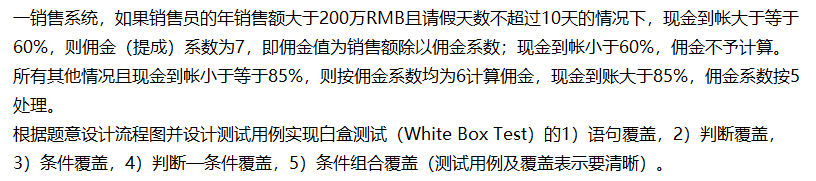 一销售系统，如果销售员的年销售额大于200万RMB且请假天数不超过10天的情况下，现金到帐大于等于
60%，则佣金（提成）系数为7，即佣金值为销售额除以佣金系数；现金到帐小于60%，佣金不予计算。
所有其他情况且现金到帐小于等于85%，则按佣金系数均为6计算佣金，现金到账大于85%，佣金系数按5
处理。
根据题意设计流程图并设计测试用例实现白盒测试（White Box Test）的1）语句覆盖，2）判断覆盖，
3）条件覆盖，4）判断—条件覆盖，5）条件组合覆盖（测试用例及覆盖表示要清晰）。